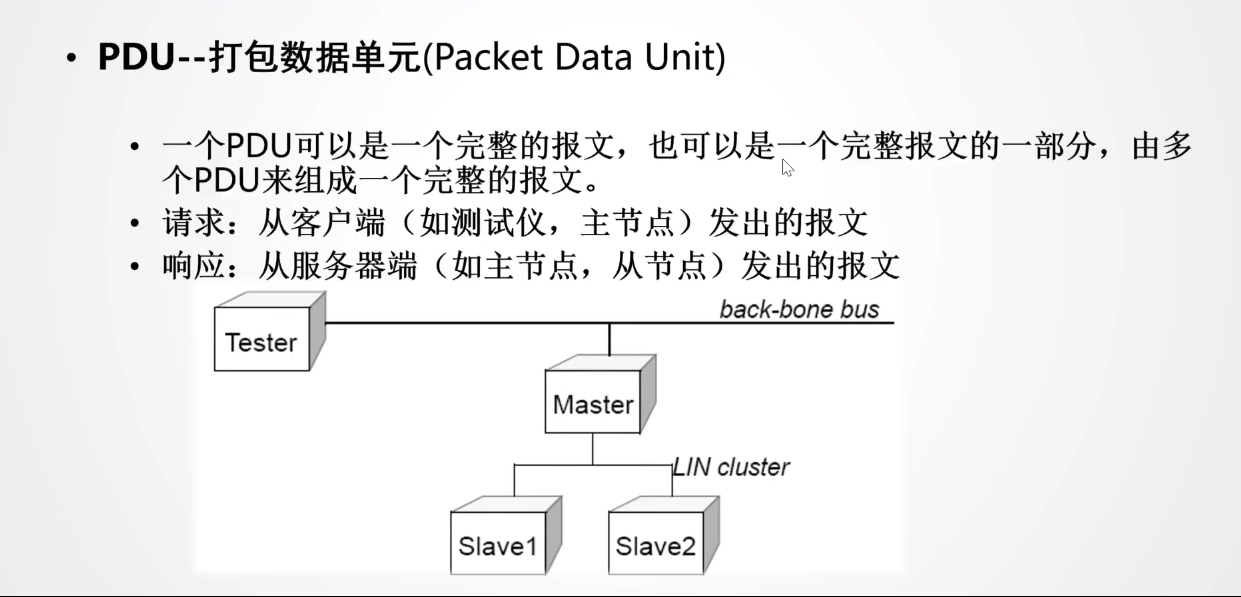 • PDU--打包数据单元(Packet Data Unit)
• 一个PDU可以是一个完整的报文，也可以是一个完整报文的一部分，由多
个PDU来组成一个完整的报文。
• 请求：从客户端（如测试仪，主节点）发出的报文
• 响应：从服务器端（如主节点，从节点）发出的报文
back-bone bus
Tester
Master
LIN cluster
Slave1
Slave2